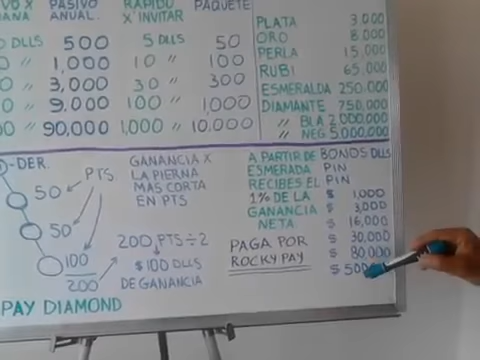 PASIVO RAPIDO PAQUETE
ANUAL. X'INVITAR
DLLS 500 5 DLLS 50
" 1,000 10 " 100
" 3,000 30 " 300
" 9,000 100 " 1,000
" 90,000 1,000 " 10,000
PLATA 3,000
ORO 8,000
PERLA 15,000
RUBI 65,000
ESMERALDA 250,000
DIAMANTE 750,000
" BLA 2,000,000
" NEG 5,000,000
-DER.
50 PTS
50
100
200
GANANCIA X
LA PIERNA
MAS CORTA
EN PTS
200 PTS÷2
$100 DLLS
DE GANANCIA
PAY DIAMOND
A PARTIR DE BONOS DLLS
ESMERADA PIN
RECIBES EL PIN
1% DE LA $ 1,000
GANANCIA $ 3,000
NETA. $ 16,000
$ 30,000
$ 80,000
PAGA POR
ROCKY PAY